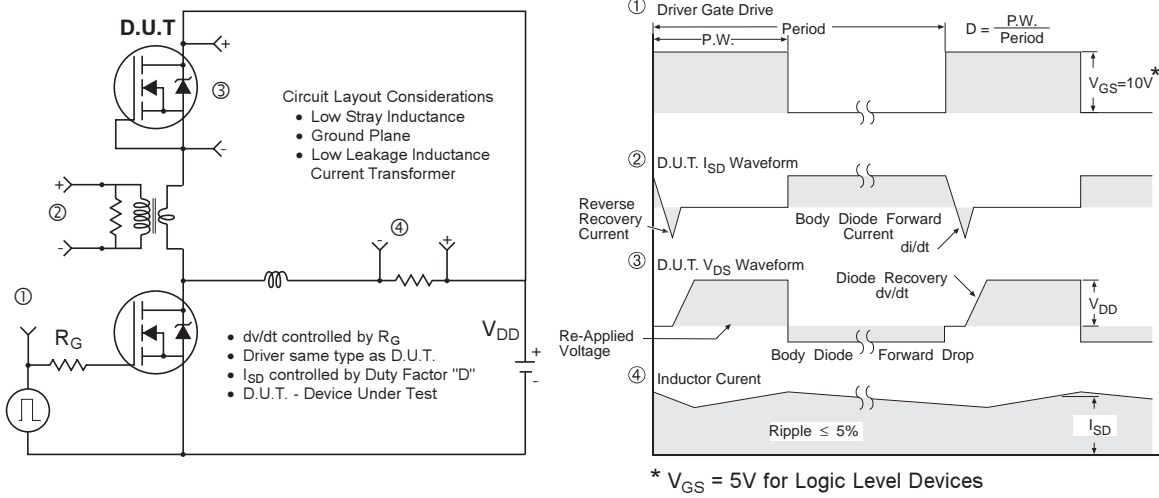 D.U.T
+
③
-
Circuit Layout Considerations
• Low Stray Inductance
• Ground Plane
• Low Leakage Inductance
Current Transformer
+
②
-
④
-
+
①
R_G
V_DD
+
-
• dv/dt controlled by R_G
• Driver same type as D.U.T.
• I_SD controlled by Duty Factor "D"
• D.U.T. - Device Under Test
① Driver Gate Drive
P.W.
Period
D = P.W. / Period
V_GS=10V*
② D.U.T. I_SD Waveform
Reverse
Recovery
Current
Body Diode Forward
Current
di/dt
③ D.U.T. V_DS Waveform
Diode Recovery
dv/dt
V_DD
Re-Applied
Voltage
Body Diode Forward Drop
④ Inductor Curent
Ripple ≤ 5%
I_SD
* V_GS = 5V for Logic Level Devices